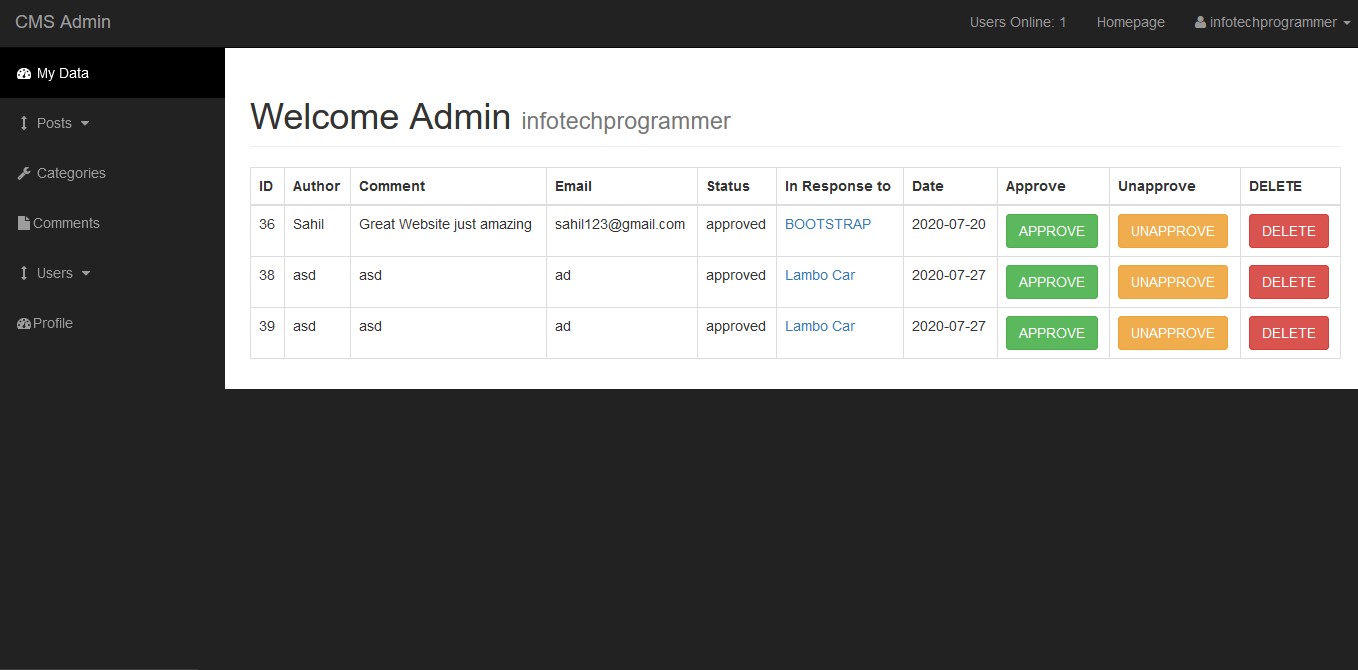 CMS Admin
Users Online: 1 Homepage infotechprogrammer
My Data
Posts
Categories
Comments
Users
Profile
Welcome Admin infotechprogrammer
ID Author Comment Email Status In Response to Date Approve Unapprove DELETE
36 Sahil Great Website just amazing sahil123@gmail.com approved BOOTSTRAP 2020-07-20 APPROVE UNAPPROVE DELETE
38 asd asd ad approved Lambo Car 2020-07-27 APPROVE UNAPPROVE DELETE
39 asd asd ad approved Lambo Car 2020-07-27 APPROVE UNAPPROVE DELETE